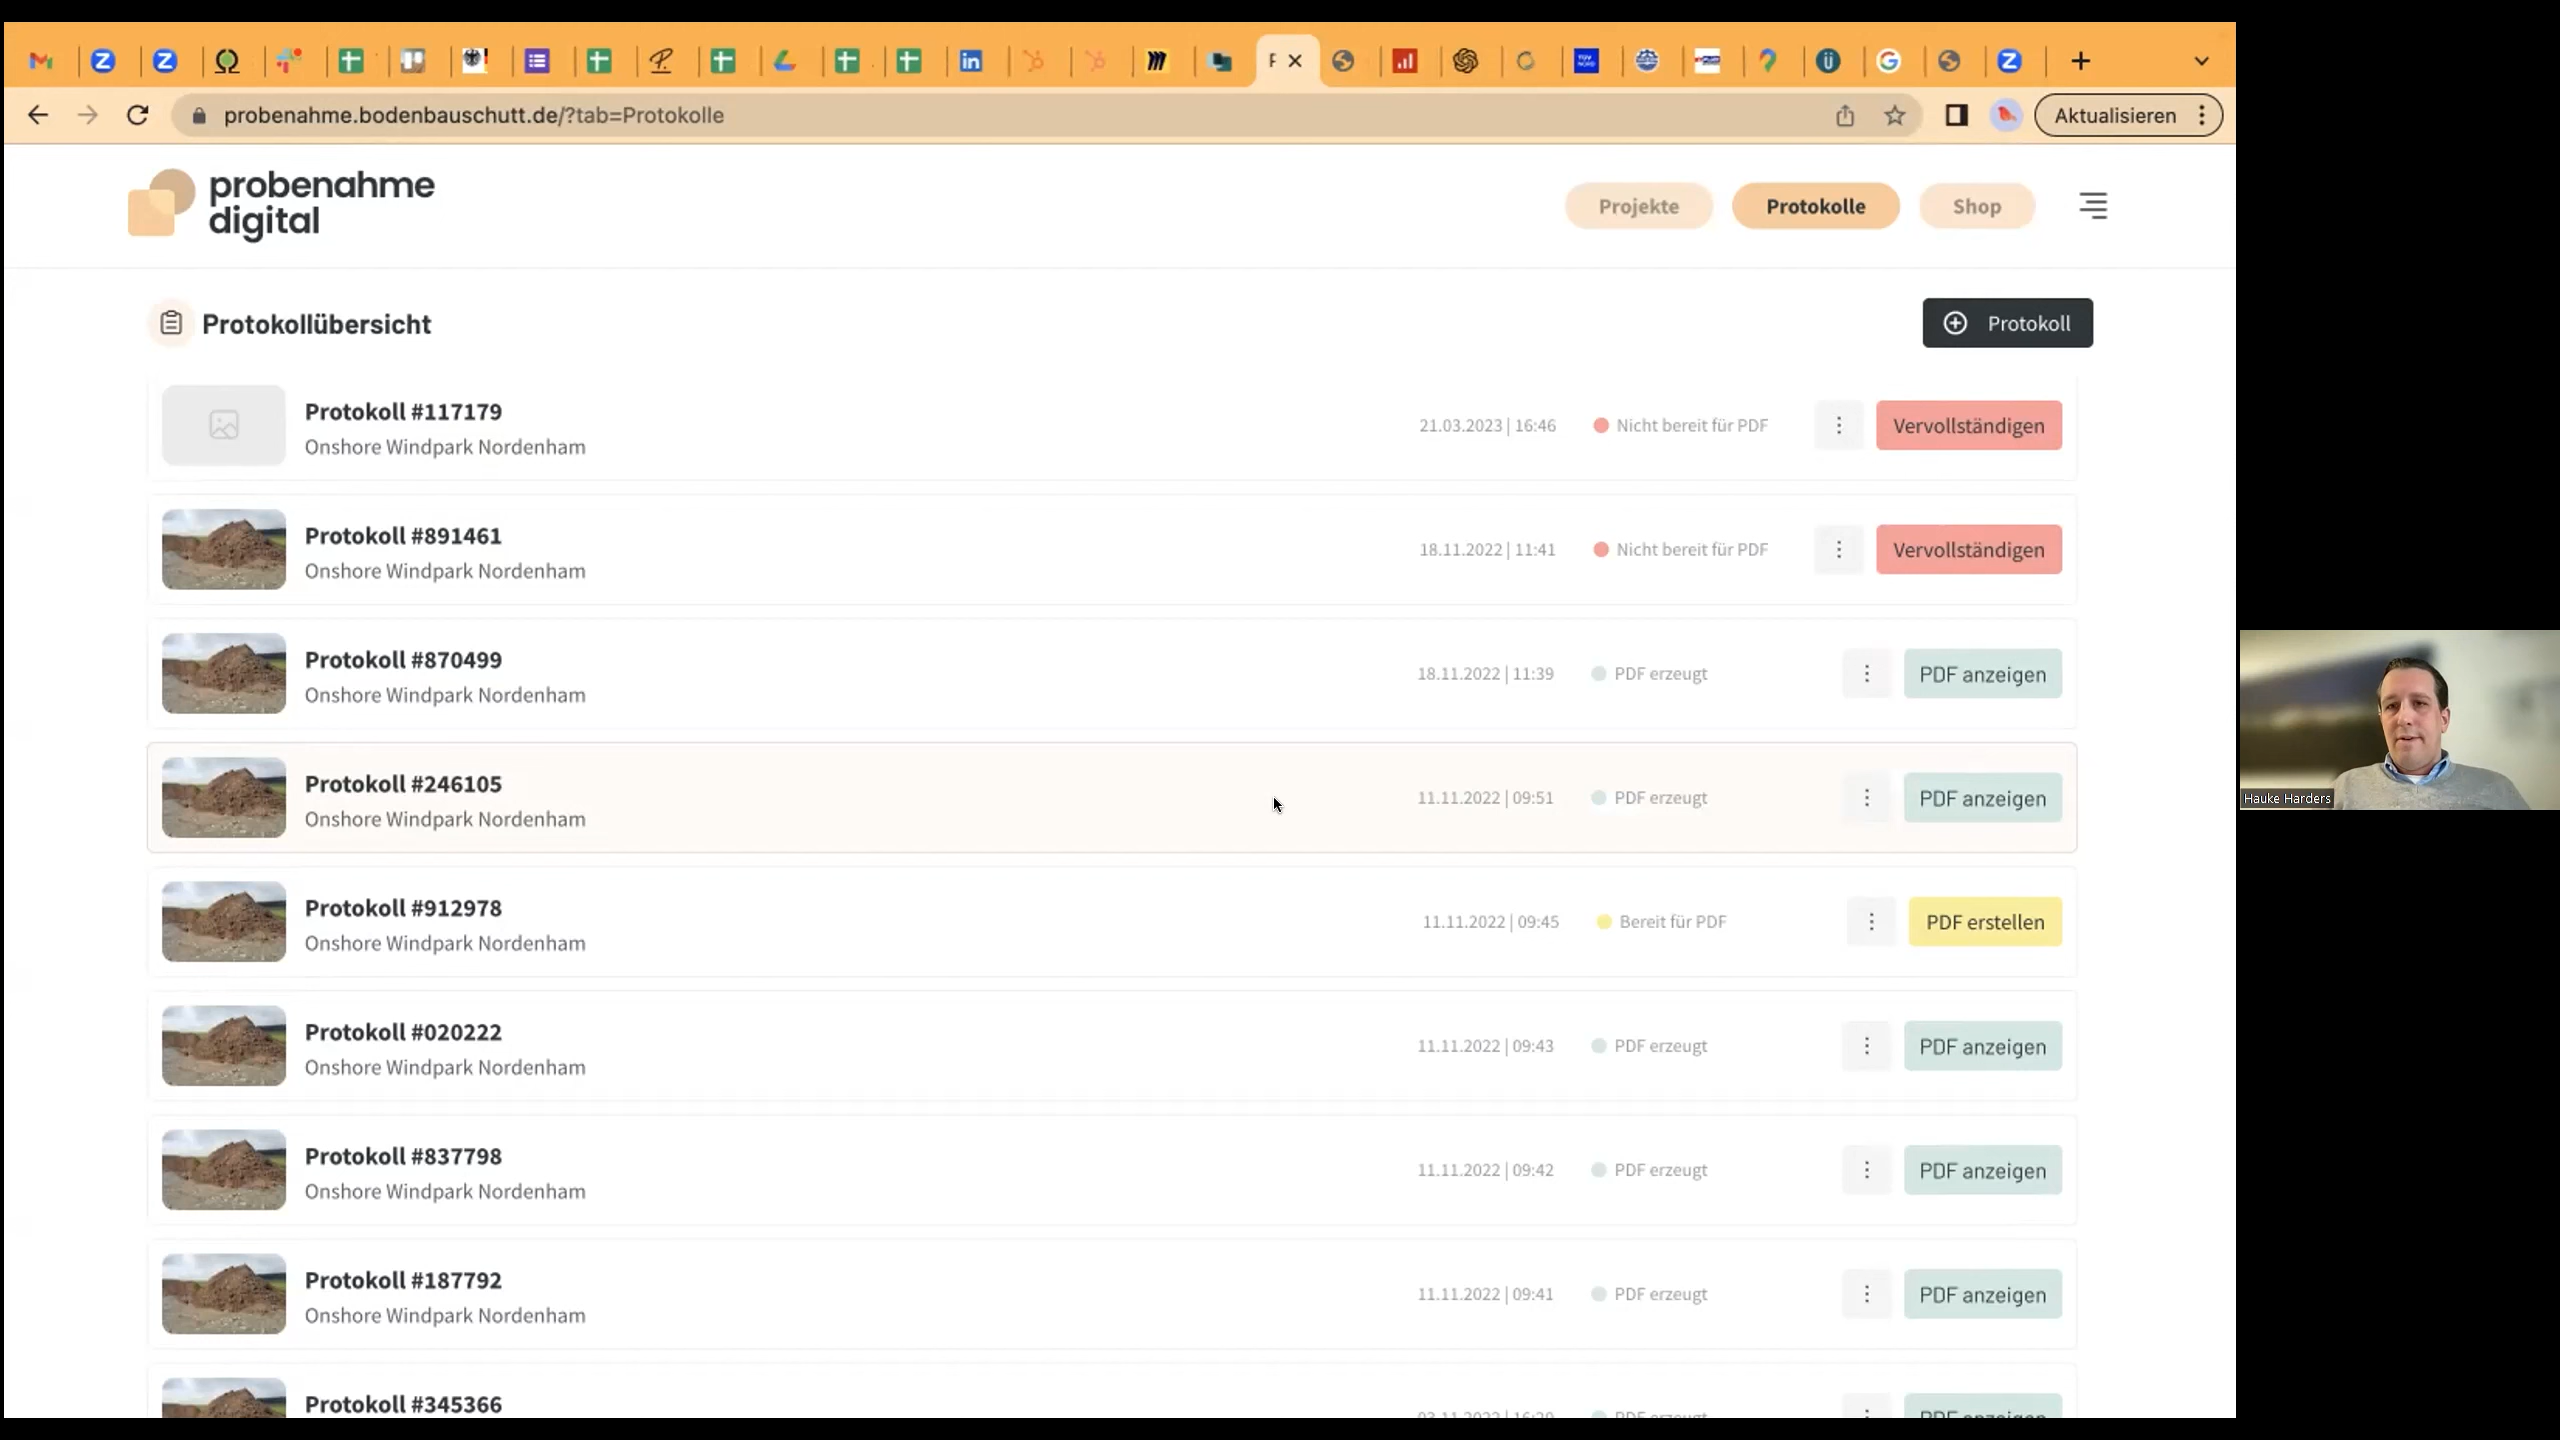 probenahme.bodenbauschutt.de/?tab=Protokolle
Aktualisieren
probenahme
digital
Projekte
Protokolle
Shop
Protokollübersicht
Protokoll
Protokoll #117179
Onshore Windpark Nordenham
21.03.2023 | 16:46
Nicht bereit für PDF
Vervollständigen
Protokoll #891461
Onshore Windpark Nordenham
18.11.2022 | 11:41
Nicht bereit für PDF
Vervollständigen
Protokoll #870499
Onshore Windpark Nordenham
18.11.2022 | 11:39
PDF erzeugt
PDF anzeigen
Protokoll #246105
Onshore Windpark Nordenham
11.11.2022 | 09:51
PDF erzeugt
PDF anzeigen
Protokoll #912978
Onshore Windpark Nordenham
11.11.2022 | 09:45
Bereit für PDF
PDF erstellen
Protokoll #020222
Onshore Windpark Nordenham
11.11.2022 | 09:43
PDF erzeugt
PDF anzeigen
Protokoll #837798
Onshore Windpark Nordenham
11.11.2022 | 09:42
PDF erzeugt
PDF anzeigen
Protokoll #187792
Onshore Windpark Nordenham
11.11.2022 | 09:41
PDF erzeugt
PDF anzeigen
Protokoll #345366
PDF erzeugt
PDF anzeigen
Hauke Harders